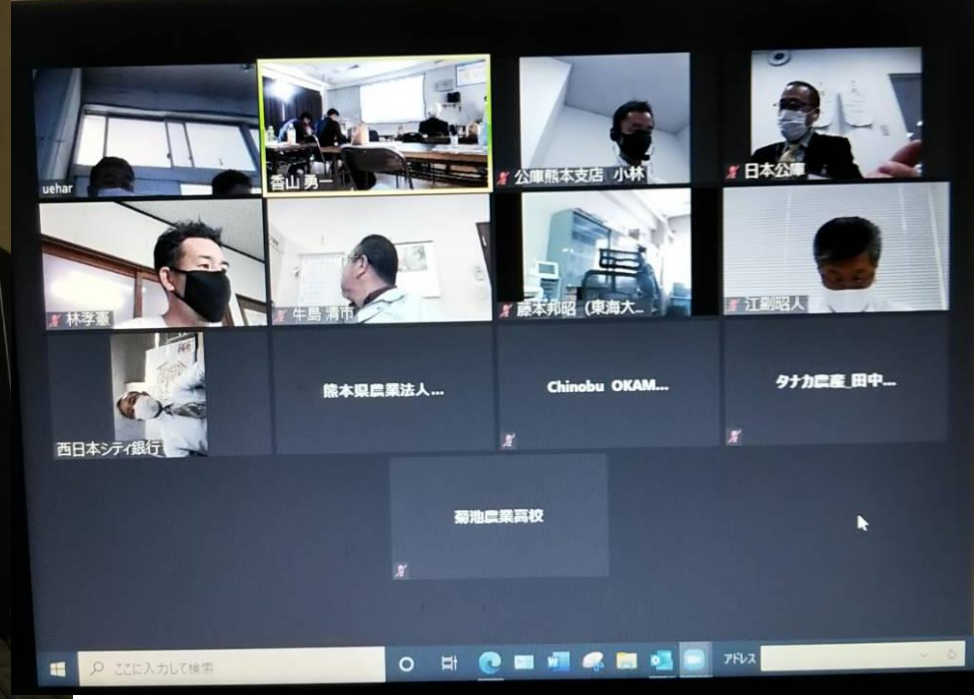 uehar
香山 勇一
公庫熊本支店 小林
日本公庫
林孝憲
牛島 清市
藤本邦昭（東海大...
江副昭人
西日本シティ銀行
熊本県農業法人...
Chinobu OKAM...
タナカ農産_田中...
菊池農業高校
ここに入力して検索
アドレス